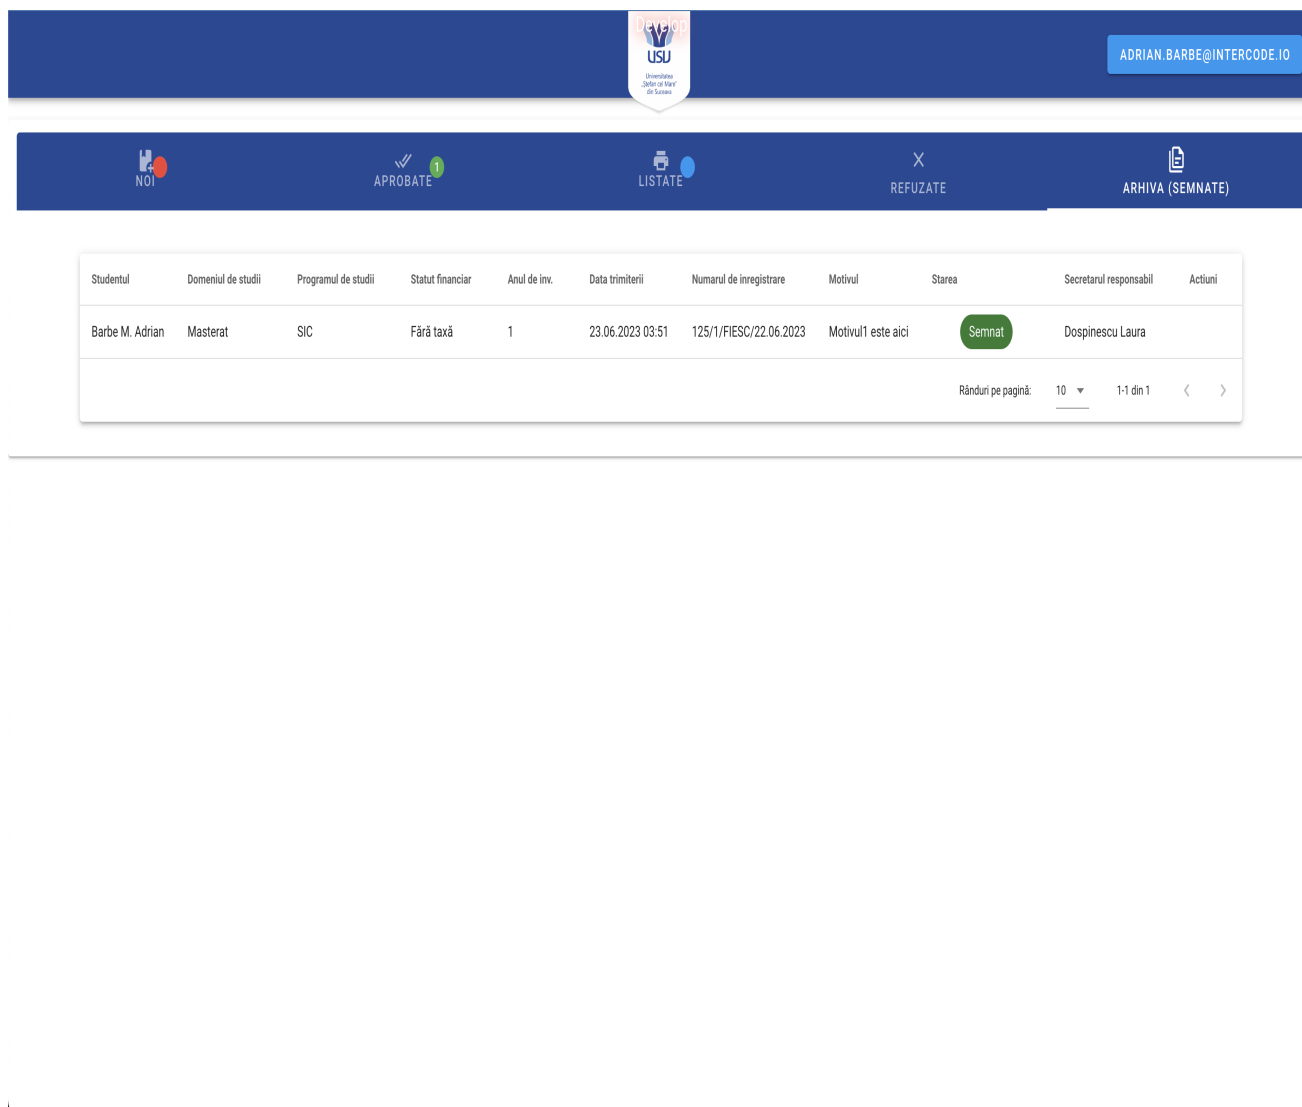 Develop
USU
Universitatea
„Ștefan cel Mare"
din Suceava
ADRIAN.BARBE@INTERCODE.IO
NOI
APROBATE 1
LISTATE
REFUZATE
ARHIVA (SEMNATE)
Studentul Domeniul de studii Programul de studii Statut financiar Anul de inv. Data trimiterii Numarul de inregistrare Motivul Starea Secretarul responsabil Actiuni
Barbe M. Adrian Masterat SIC Fără taxă 1 23.06.2023 03:51 125/1/FIESC/22.06.2023 Motivul1 este aici Semnat Dospinescu Laura
Rânduri pe pagină: 10 1-1 din 1